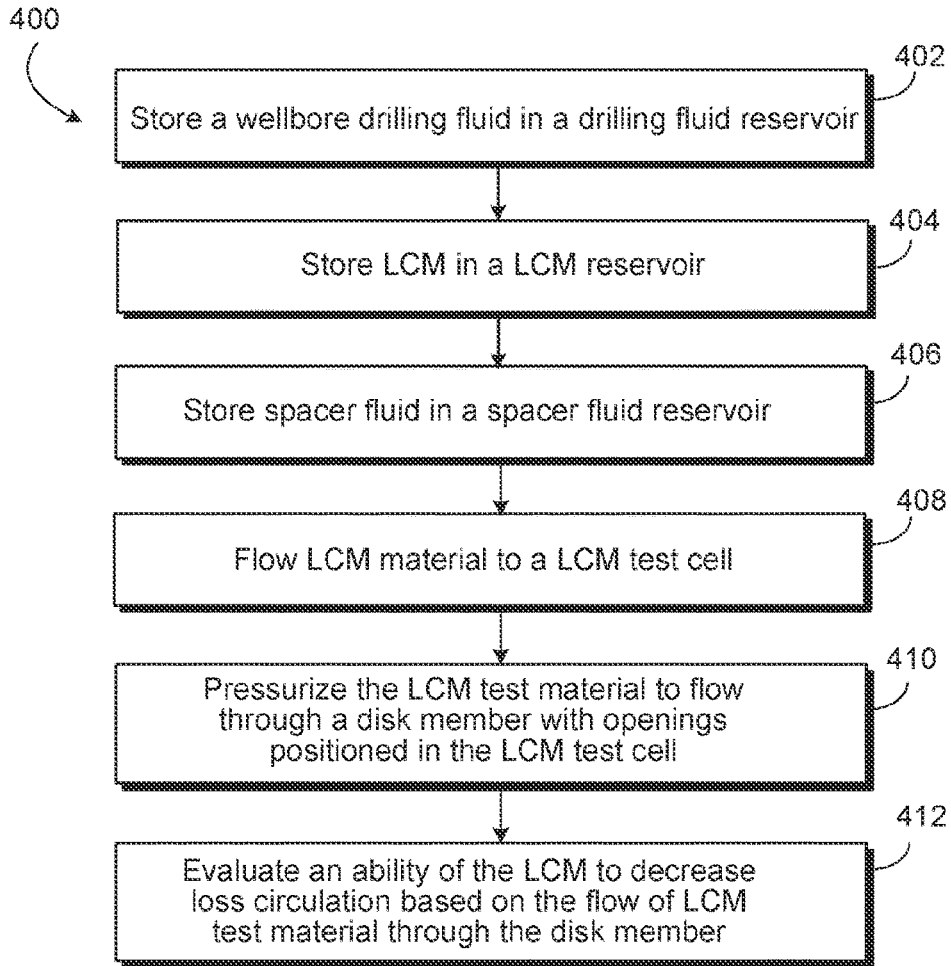 400
402
Store a wellbore drilling fluid in a drilling fluid reservoir
404
Store LCM in a LCM reservoir
406
Store spacer fluid in a spacer fluid reservoir
408
Flow LCM material to a LCM test cell
410
Pressurize the LCM test material to flow
through a disk member with openings
positioned in the LCM test cell
412
Evaluate an ability of the LCM to decrease
loss circulation based on the flow of LCM
test material through the disk member